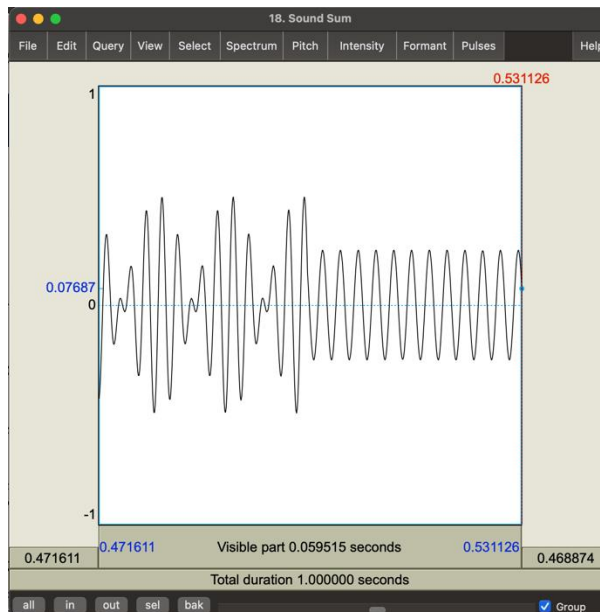 18. Sound Sum
File Edit Query View Select Spectrum Pitch Intensity Formant Pulses Help
0.531126
1
0.07687
0
-1
0.471611 Visible part 0.059515 seconds 0.531126
0.471611 0.468874
Total duration 1.000000 seconds
all in out sel bak Group